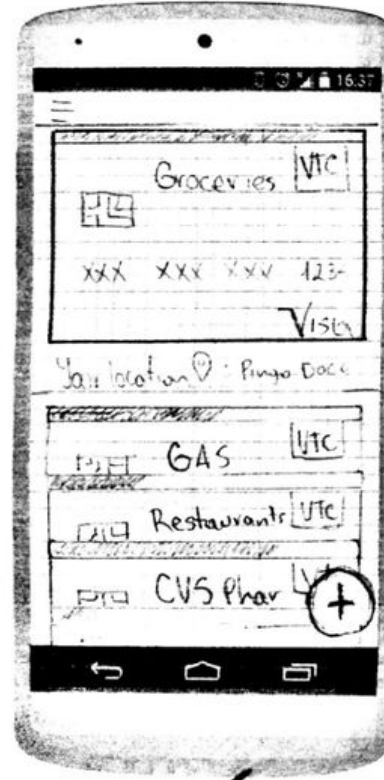 16:37
Groceries VTC
XXX XXX XXX 123-
Visa
Your location : Pingo Doce
GAS VTC
Restaurants VTC
CVS Phar
+